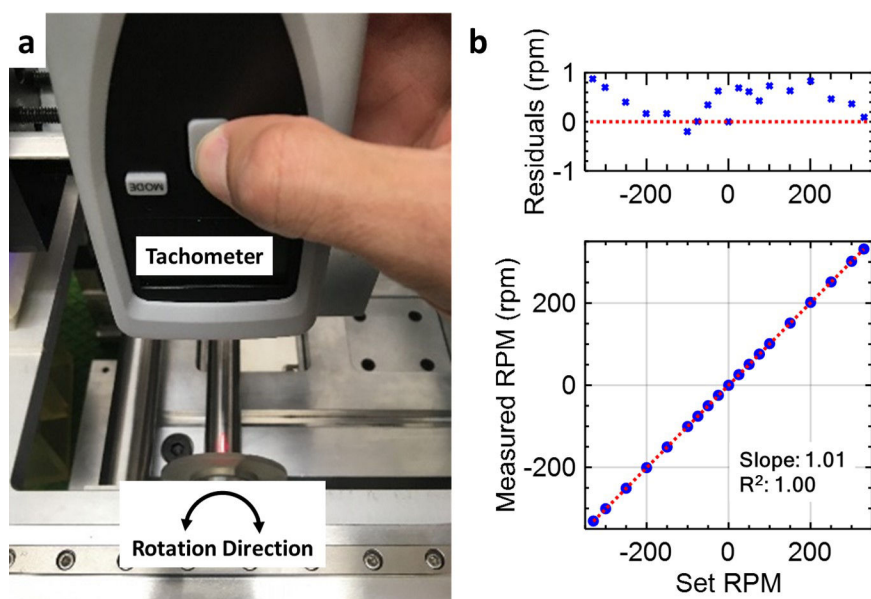 a
MODE
Tachometer
Rotation Direction
b
Residuals (rpm)
1
0
-1
-200
0
200
Measured RPM (rpm)
200
0
-200
Slope: 1.01
R²: 1.00
-200
0
200
Set RPM